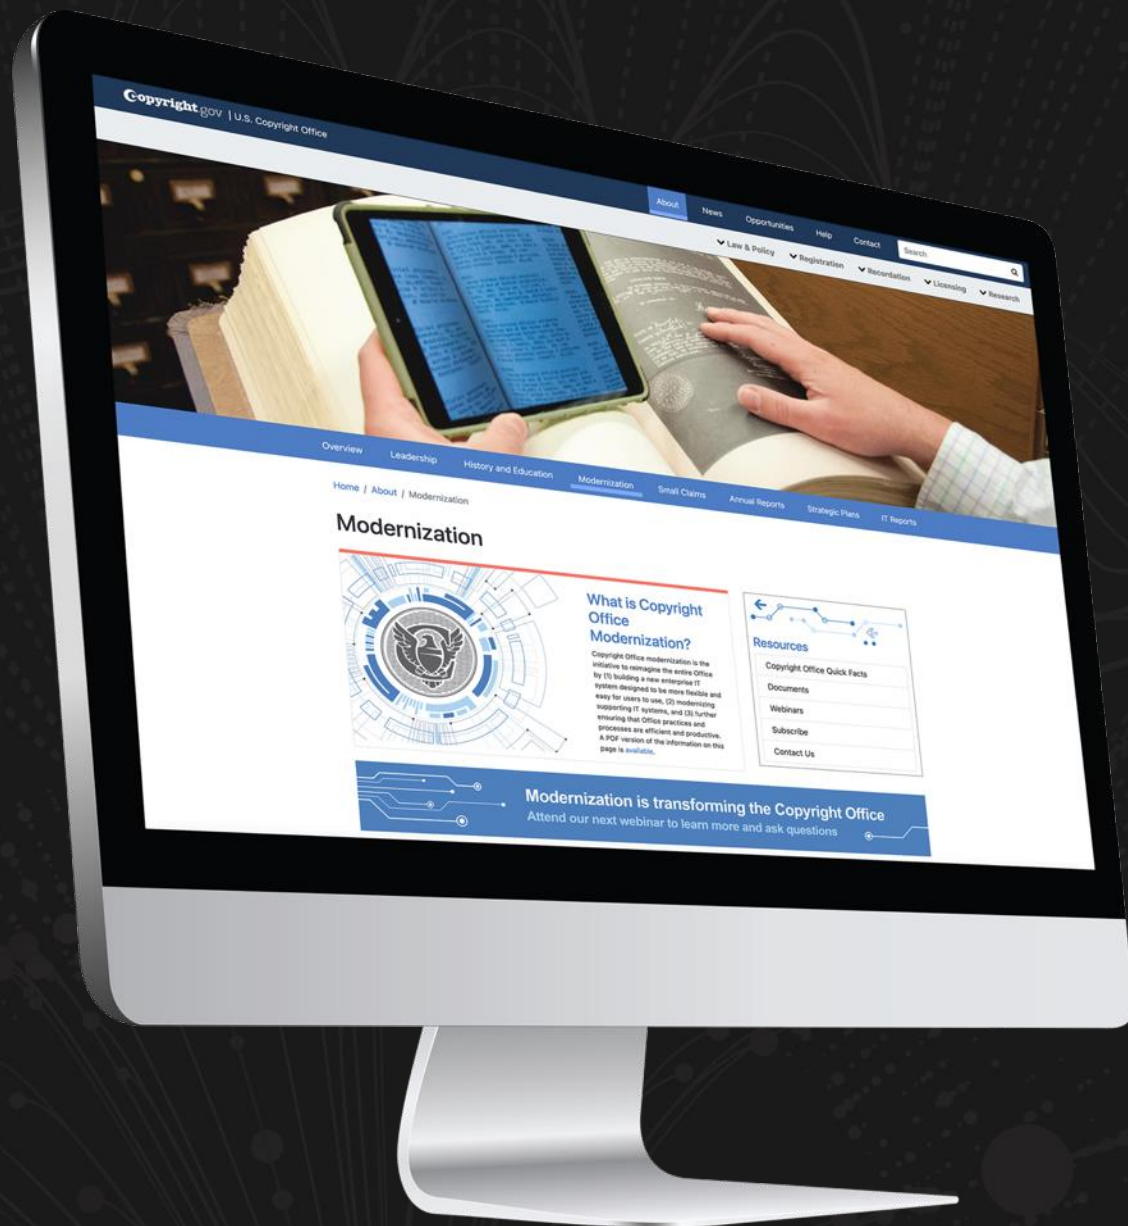 Copyright.gov | U.S. Copyright Office
About News Opportunities Help Contact Search
Law & Policy Registration Recordation Licensing Research
Overview Leadership History and Education Modernization Small Claims Annual Reports Strategic Plans IT Reports
Home / About / Modernization
Modernization
What is Copyright
Office
Modernization?
Copyright Office modernization is the
initiative to reimagine the entire Office
by (1) building a new enterprise IT
system designed to be more flexible and
easy for users to use, (2) modernizing
supporting IT systems, and (3) further
ensuring that Office practices and
processes are efficient and productive.
A PDF version of the information on this
page is available.
Resources
Copyright Office Quick Facts
Documents
Webinars
Subscribe
Contact Us
Modernization is transforming the Copyright Office
Attend our next webinar to learn more and ask questions